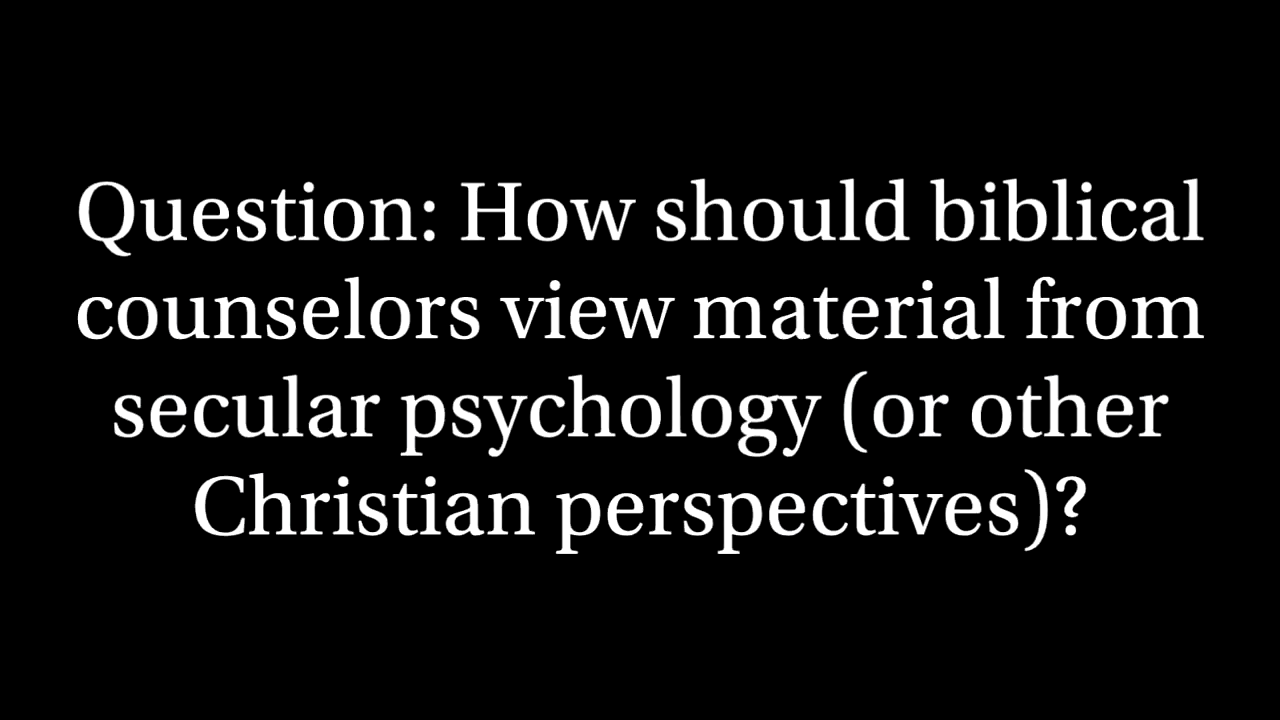 Question: How should biblical
counselors view material from
secular psychology (or other
Christian perspectives)?